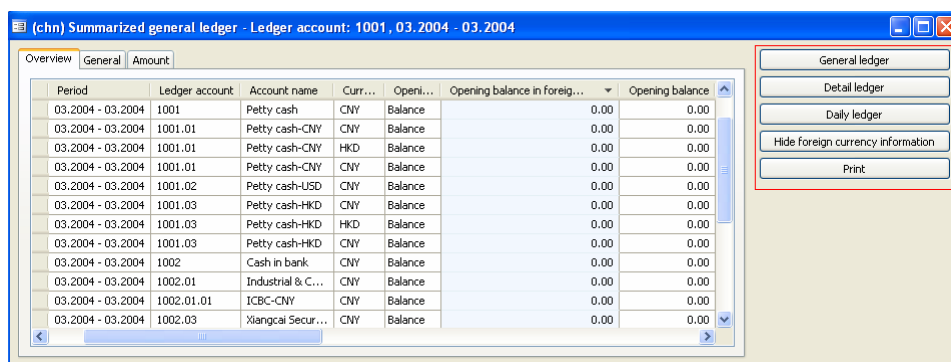 (chn) Summarized general ledger - Ledger account: 1001, 03.2004 - 03.2004
Overview General Amount
Period Ledger account Account name Curr... Openi... Opening balance in foreig... Opening balance
03.2004 - 03.2004 1001 Petty cash CNY Balance 0.00 0.00
03.2004 - 03.2004 1001.01 Petty cash-CNY CNY Balance 0.00 0.00
03.2004 - 03.2004 1001.01 Petty cash-CNY HKD Balance 0.00 0.00
03.2004 - 03.2004 1001.01 Petty cash-CNY CNY Balance 0.00 0.00
03.2004 - 03.2004 1001.02 Petty cash-USD CNY Balance 0.00 0.00
03.2004 - 03.2004 1001.03 Petty cash-HKD CNY Balance 0.00 0.00
03.2004 - 03.2004 1001.03 Petty cash-HKD HKD Balance 0.00 0.00
03.2004 - 03.2004 1001.03 Petty cash-HKD CNY Balance 0.00 0.00
03.2004 - 03.2004 1002 Cash in bank CNY Balance 0.00 0.00
03.2004 - 03.2004 1002.01 Industrial & C... CNY Balance 0.00 0.00
03.2004 - 03.2004 1002.01.01 ICBC-CNY CNY Balance 0.00 0.00
03.2004 - 03.2004 1002.03 Xiangcai Secur... CNY Balance 0.00 0.00
General ledger
Detail ledger
Daily ledger
Hide foreign currency information
Print